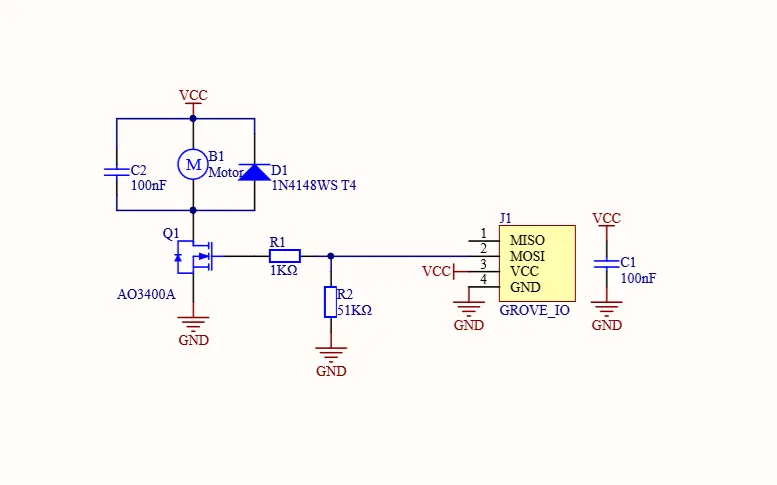 VCC
C2
100nF
M
B1
Motor
D1
1N4148WS T4
Q1
AO3400A
GND
R1
1KΩ
R2
51KΩ
GND
J1
1
MISO
2
MOSI
VCC
3
VCC
4
GND
GND
GROVE_IO
VCC
C1
100nF
GND